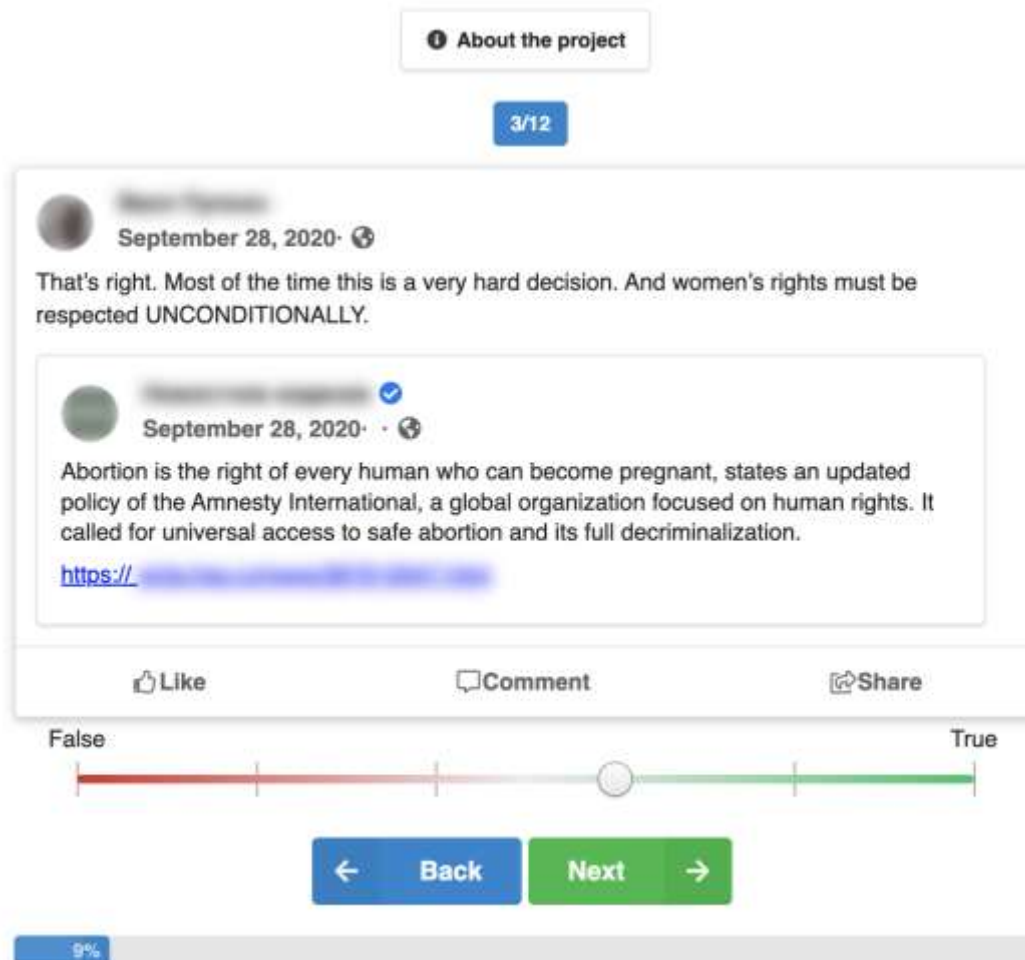 About the project
3/12
September 28, 2020·
That's right. Most of the time this is a very hard decision. And women's rights must be
respected UNCONDITIONALLY.
September 28, 2020· ·
Abortion is the right of every human who can become pregnant, states an updated
policy of the Amnesty International, a global organization focused on human rights. It
called for universal access to safe abortion and its full decriminalization.
https://
Like Comment Share
False True
Back Next
9%